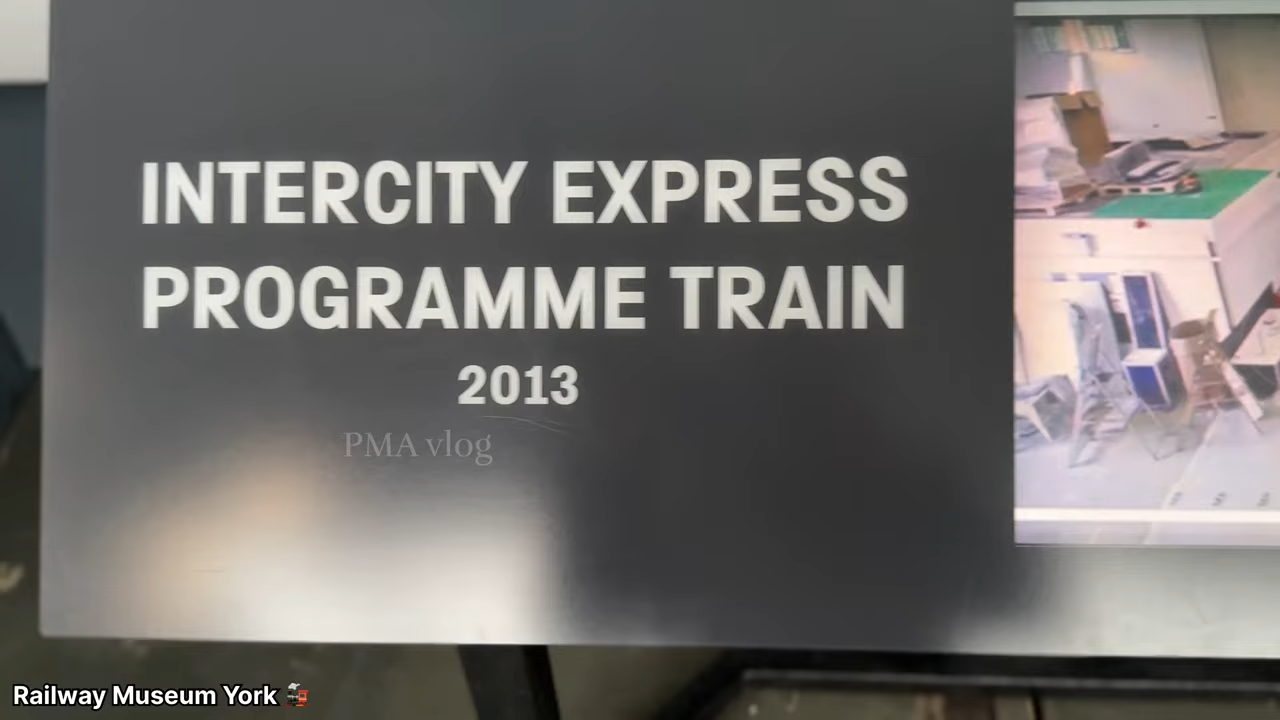 INTERCITY EXPRESS
PROGRAMME TRAIN
2013
PMA vlog
Railway Museum York